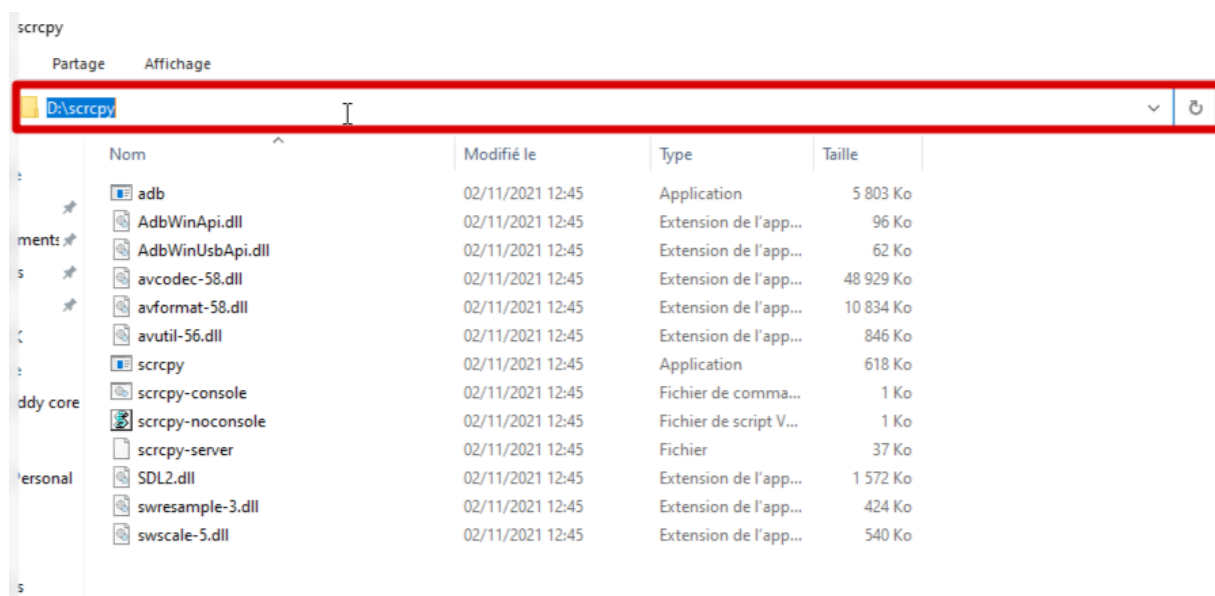 scrcpy
Partage Affichage
D:\scrcpy
Nom Modifié le Type Taille
adb 02/11/2021 12:45 Application 5 803 Ko
AdbWinApi.dll 02/11/2021 12:45 Extension de l'app... 96 Ko
AdbWinUsbApi.dll 02/11/2021 12:45 Extension de l'app... 62 Ko
avcodec-58.dll 02/11/2021 12:45 Extension de l'app... 48 929 Ko
avformat-58.dll 02/11/2021 12:45 Extension de l'app... 10 834 Ko
avutil-56.dll 02/11/2021 12:45 Extension de l'app... 846 Ko
scrcpy 02/11/2021 12:45 Application 618 Ko
scrcpy-console 02/11/2021 12:45 Fichier de comma... 1 Ko
ddy core
scrcpy-noconsole 02/11/2021 12:45 Fichier de script V... 1 Ko
scrcpy-server 02/11/2021 12:45 Fichier 37 Ko
ersonal SDL2.dll 02/11/2021 12:45 Extension de l'app... 1 572 Ko
swresample-3.dll 02/11/2021 12:45 Extension de l'app... 424 Ko
swscale-5.dll 02/11/2021 12:45 Extension de l'app... 540 Ko